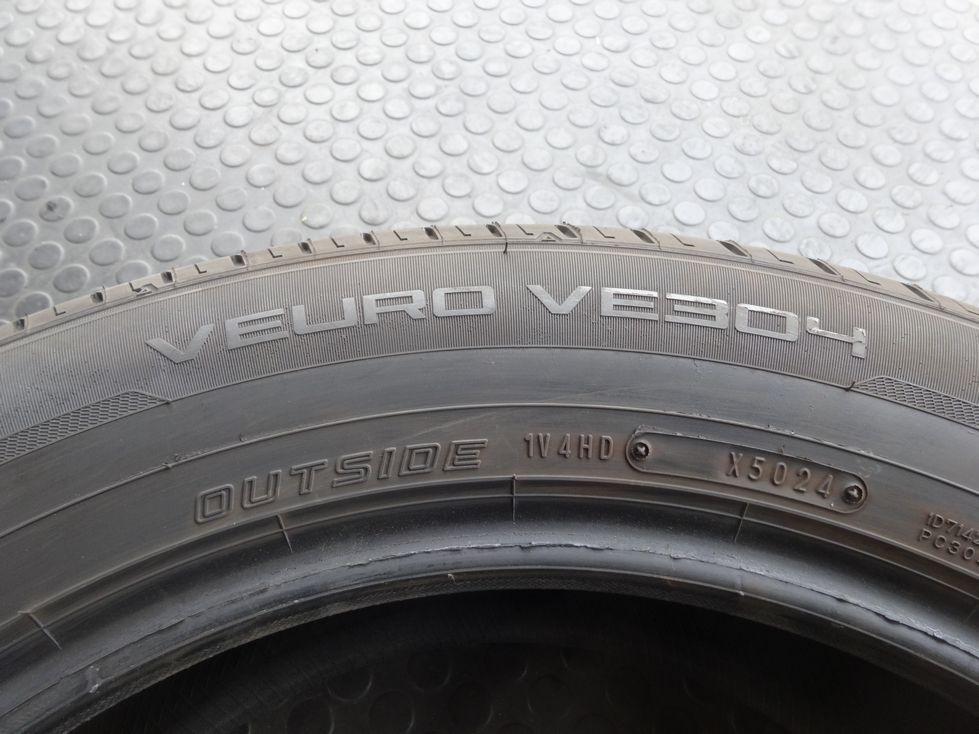 VEURO VE304
OUTSIDE 1V4HD X5024